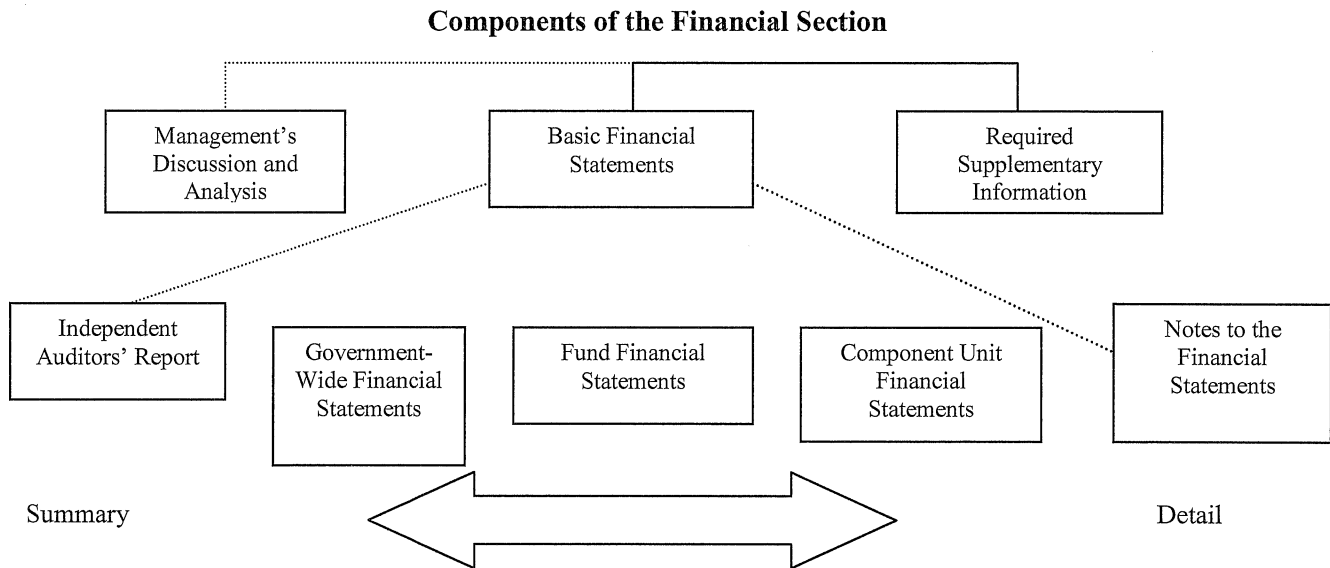 Components of the Financial Section
Management's
Discussion and
Analysis
Basic Financial
Statements
Required
Supplementary
Information
Independent
Auditors' Report
Government-
Wide Financial
Statements
Fund Financial
Statements
Component Unit
Financial
Statements
Notes to the
Financial
Statements
Summary
Detail